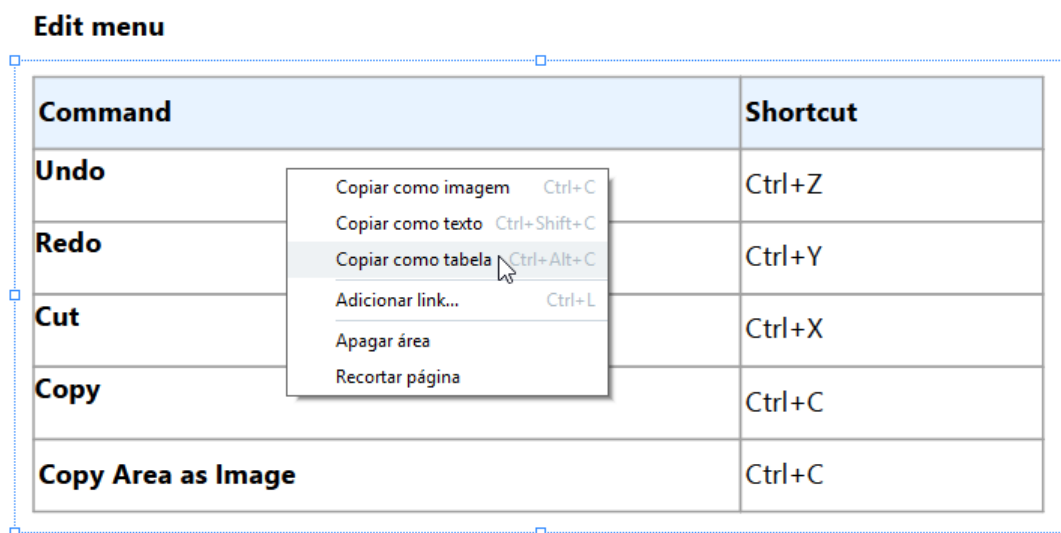 Edit menu
Command Shortcut
Undo Ctrl+Z
Redo Ctrl+Y
Cut Ctrl+X
Copy Ctrl+C
Copy Area as Image Ctrl+C
Copiar como imagem Ctrl+C
Copiar como texto Ctrl+Shift+C
Copiar como tabela Ctrl+Alt+C
Adicionar link... Ctrl+L
Apagar área
Recortar página